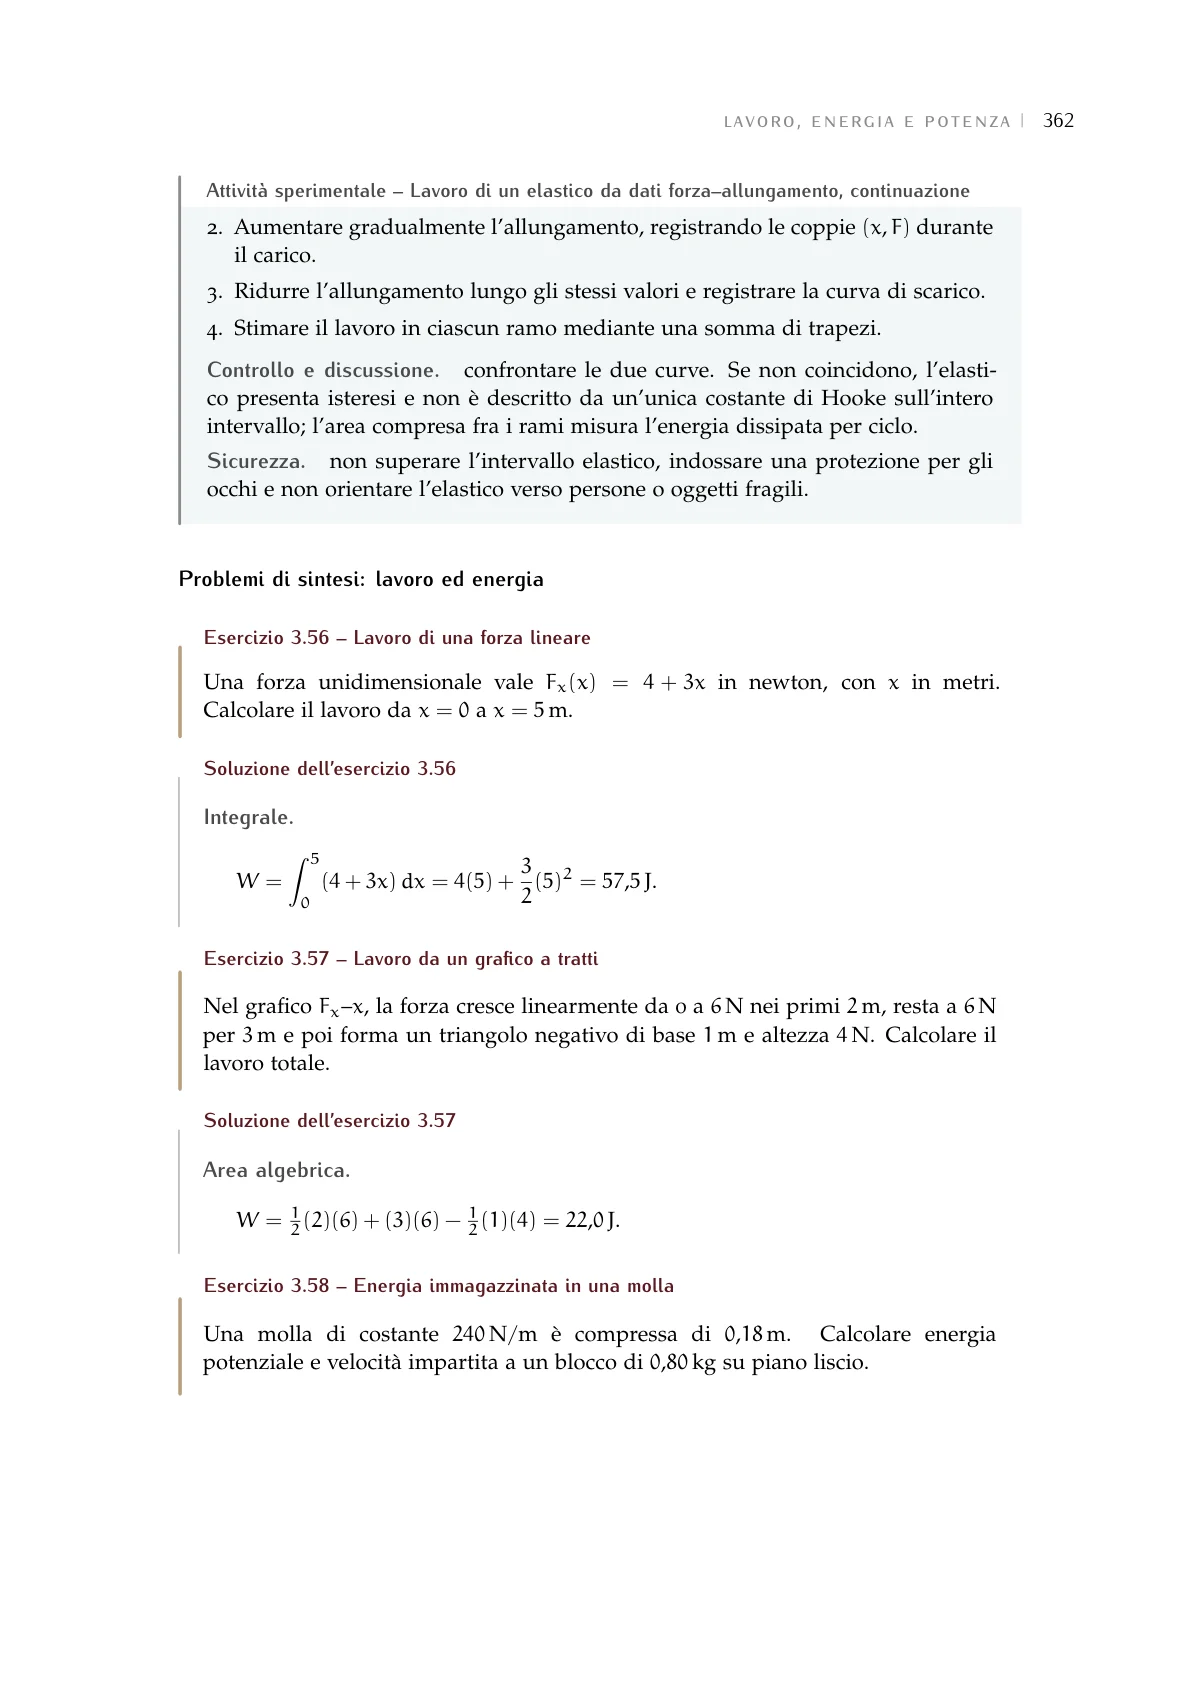 LAVORO, ENERGIA E POTENZA | 362
Attività sperimentale – Lavoro di un elastico da dati forza–allungamento, continuazione
2. Aumentare gradualmente l'allungamento, registrando le coppie (x, F) durante
il carico.
3. Ridurre l'allungamento lungo gli stessi valori e registrare la curva di scarico.
4. Stimare il lavoro in ciascun ramo mediante una somma di trapezi.
Controllo e discussione. confrontare le due curve. Se non coincidono, l'elasti-
co presenta isteresi e non è descritto da un'unica costante di Hooke sull'intero
intervallo; l'area compresa fra i rami misura l'energia dissipata per ciclo.
Sicurezza. non superare l'intervallo elastico, indossare una protezione per gli
occhi e non orientare l'elastico verso persone o oggetti fragili.
Problemi di sintesi: lavoro ed energia
Esercizio 3.56 – Lavoro di una forza lineare
Una forza unidimensionale vale Fₓ(x) = 4 + 3x in newton, con x in metri.
Calcolare il lavoro da x = 0 a x = 5 m.
Soluzione dell'esercizio 3.56
Integrale.
W = ∫₀⁵ (4 + 3x) dx = 4(5) + 3/2 (5)² = 57,5 J.
Esercizio 3.57 – Lavoro da un grafico a tratti
Nel grafico Fₓ–x, la forza cresce linearmente da 0 a 6 N nei primi 2 m, resta a 6 N
per 3 m e poi forma un triangolo negativo di base 1 m e altezza 4 N. Calcolare il
lavoro totale.
Soluzione dell'esercizio 3.57
Area algebrica.
W = ½(2)(6) + (3)(6) − ½(1)(4) = 22,0 J.
Esercizio 3.58 – Energia immagazzinata in una molla
Una molla di costante 240 N/m è compressa di 0,18 m. Calcolare energia
potenziale e velocità impartita a un blocco di 0,80 kg su piano liscio.